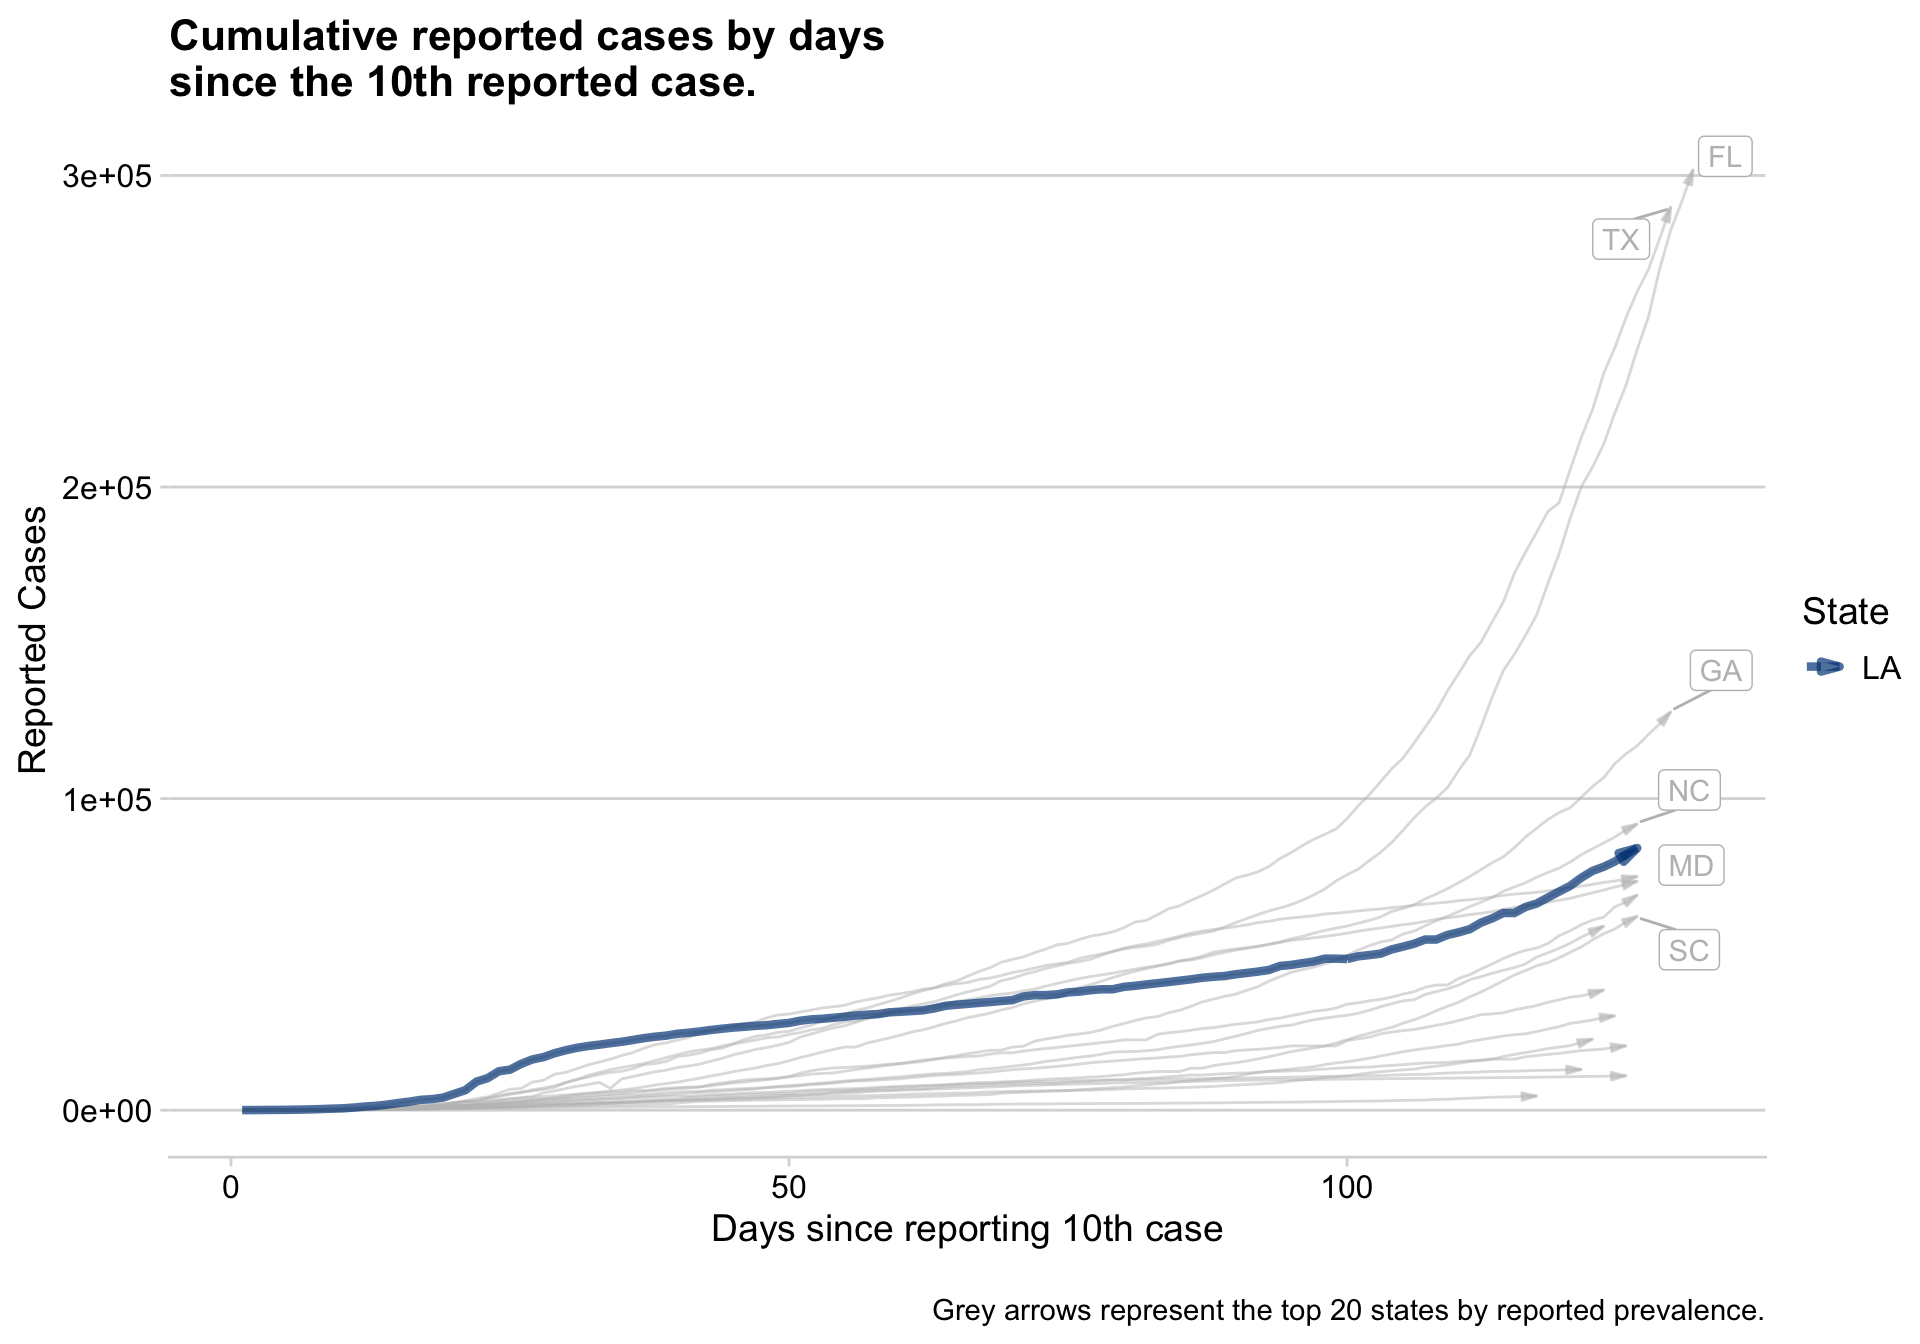 Cumulative reported cases by days
since the 10th reported case.
3e+05
2e+05
1e+05
0e+00
Reported Cases
FL
TX
GA
NC
MD
SC
State
LA
0
50
100
Days since reporting 10th case
Grey arrows represent the top 20 states by reported prevalence.